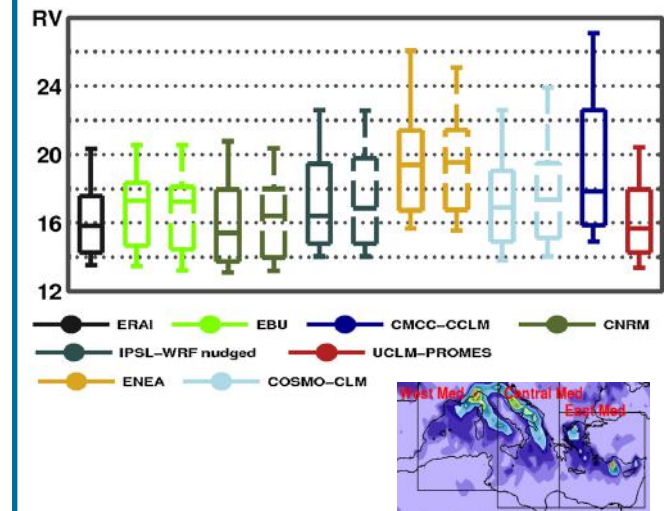 RV
24
20
16
12
ERAI EBU CMCC–CCLM CNRM
IPSL–WRF nudged UCLM–PROMES
ENEA COSMO–CLM
West Med Central Med
East Med